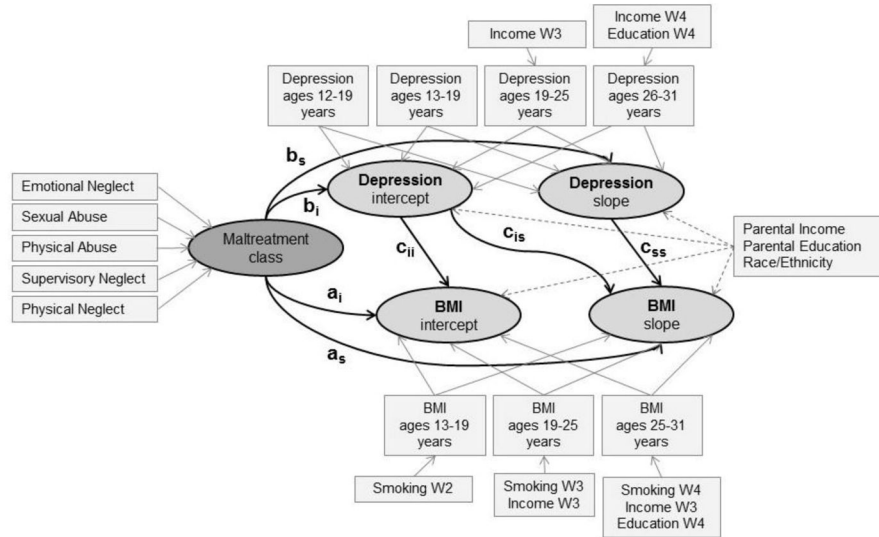 Income W3
Income W4
Education W4
Depression
ages 12-19
years
Depression
ages 13-19
years
Depression
ages 19-25
years
Depression
ages 26-31
years
bs
bi
Depression
intercept
Depression
slope
Emotional Neglect
Sexual Abuse
Physical Abuse
Supervisory Neglect
Physical Neglect
Maltreatment
class
cii
cis
css
Parental Income
Parental Education
Race/Ethnicity
ai
as
BMI
intercept
BMI
slope
BMI
ages 13-19
years
BMI
ages 19-25
years
BMI
ages 25-31
years
Smoking W2
Smoking W3
Income W3
Smoking W4
Income W3
Education W4